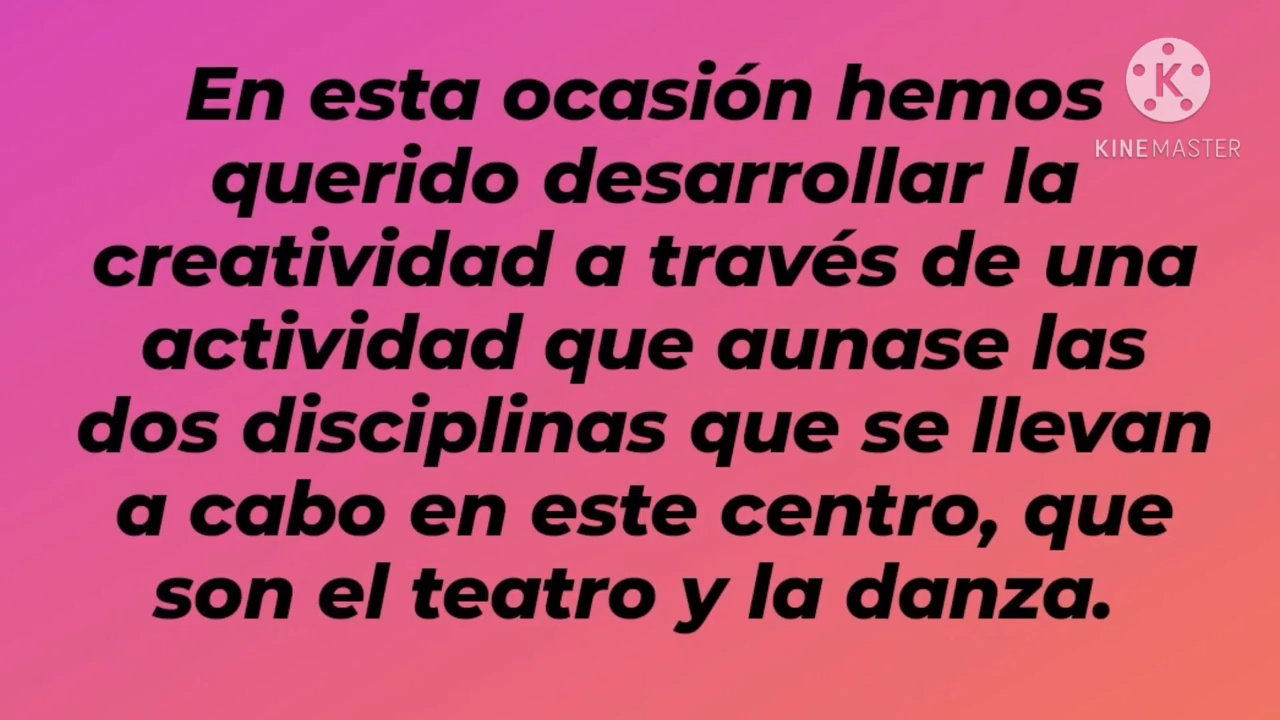 En esta ocasión hemos
querido desarrollar la
creatividad a través de una
actividad que aunase las
dos disciplinas que se llevan
a cabo en este centro, que
son el teatro y la danza.
K
KINEMASTER